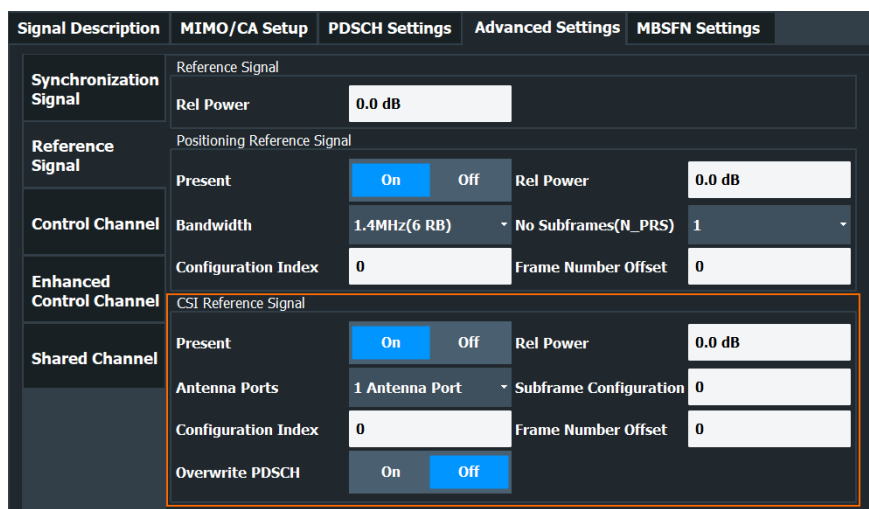 Signal Description MIMO/CA Setup PDSCH Settings Advanced Settings MBSFN Settings
Synchronization
Signal
Reference
Signal
Control Channel
Enhanced
Control Channel
Shared Channel
Reference Signal
Rel Power 0.0 dB
Positioning Reference Signal
Present On Off Rel Power 0.0 dB
Bandwidth 1.4MHz(6 RB) No Subframes(N_PRS) 1
Configuration Index 0 Frame Number Offset 0
CSI Reference Signal
Present On Off Rel Power 0.0 dB
Antenna Ports 1 Antenna Port Subframe Configuration 0
Configuration Index 0 Frame Number Offset 0
Overwrite PDSCH On Off